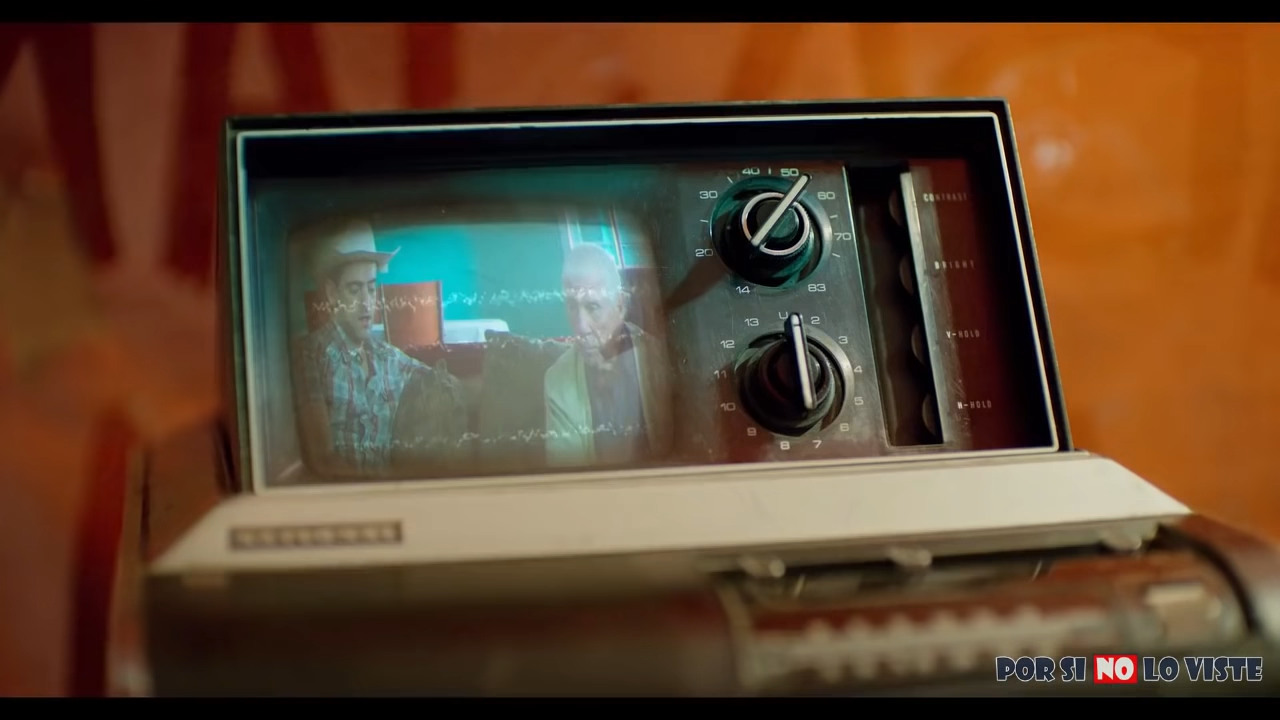 40 50
30 60
20 70
14 83
CONTRAST
BRIGHT
V-HOLD
H-HOLD
13 U 2
12 3
11 4
10 5
9 6
8 7
POR SI NO LO VISTE